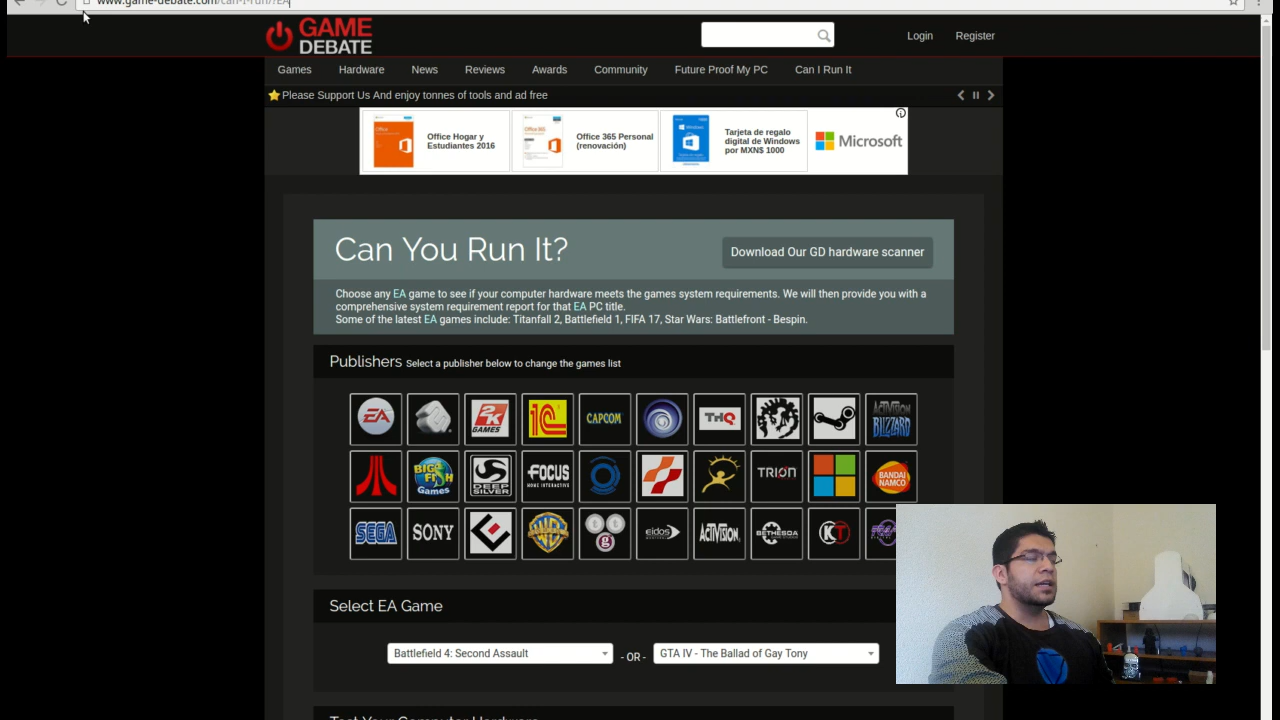 www.game-debate.com/can-i-run/?EA
GAME
DEBATE
Login
Register
Games
Hardware
News
Reviews
Awards
Community
Future Proof My PC
Can I Run It
Please Support Us And enjoy tonnes of tools and ad free
Office Hogar y
Estudiantes 2016
Office 365 Personal
(renovación)
Tarjeta de regalo
digital de Windows
por MXN$ 1000
Microsoft
Can You Run It?
Download Our GD hardware scanner
Choose any EA game to see if your computer hardware meets the games system requirements. We will then provide you with a
comprehensive system requirement report for that EA PC title.
Some of the latest EA games include: Titanfall 2, Battlefield 1, FIFA 17, Star Wars: Battlefront - Bespin.
Publishers Select a publisher below to change the games list
EA
2K
GAMES
1C
CAPCOM
THQ
ACTIVISION
BLIZZARD
BIG FISH
Games
DEEP
SILVER
FOCUS
HOME INTERACTIVE
TRION
BANDAI
NAMCO
SEGA
SONY
WB
ttg
eidos
ACTIVISION
BETHESDA
KT
Select EA Game
Battlefield 4: Second Assault
- OR -
GTA IV - The Ballad of Gay Tony
Test Your Computer Hardware